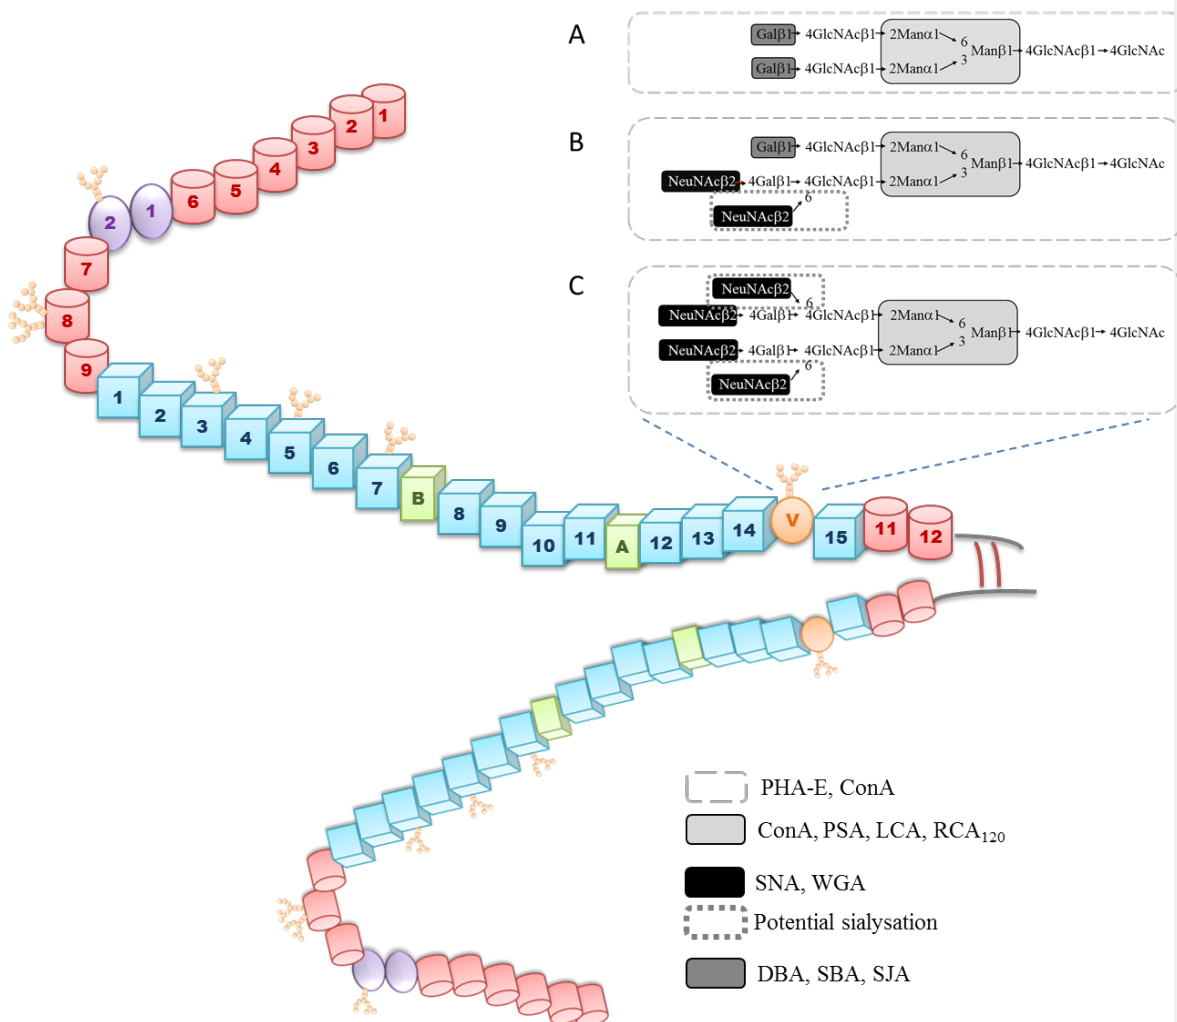 A
Galβ1 4GlcNAcβ1 2Manα1
6
Manβ1 4GlcNAcβ1 4GlcNAc
3
Galβ1 4GlcNAcβ1 2Manα1
B
Galβ1 4GlcNAcβ1 2Manα1
6
Manβ1 4GlcNAcβ1 4GlcNAc
3
NeuNAcβ2 4Galβ1 4GlcNAcβ1 2Manα1
6
NeuNAcβ2
C
NeuNAcβ2
6
NeuNAcβ2 4Galβ1 4GlcNAcβ1 2Manα1
6
Manβ1 4GlcNAcβ1 4GlcNAc
3
NeuNAcβ2 4Galβ1 4GlcNAcβ1 2Manα1
6
NeuNAcβ2
1
2
3
4
5
6
1
2
7
8
9
1
2
3
4
5
6
7
B
8
9
10
11
A
12
13
14
V
15
11
12
PHA-E, ConA
ConA, PSA, LCA, RCA120
SNA, WGA
Potential sialysation
DBA, SBA, SJA